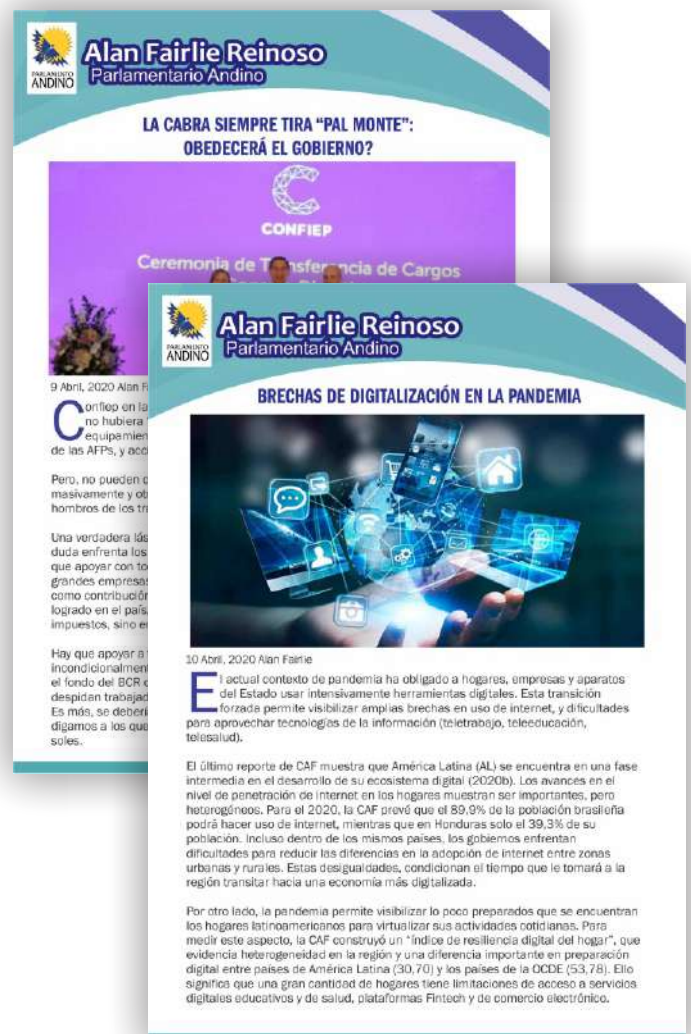 PARLAMENTO
ANDINO
Alan Fairlie Reinoso
Parlamentario Andino
LA CABRA SIEMPRE TIRA “PAL MONTE”:
OBEDECERÁ EL GOBIERNO?
CONFIEP
Ceremonia de Transferencia de Cargos
9 Abril, 2020 Alan
Confiep en la
no hubiera
equipamien
de las AFPs, y acc
Pero, no pueden
masivamente y ot
hombros de los tr
Una verdadera lás
duda enfrenta los
que apoyar con to
grandes empresas
como contribución
logrado en el país
impuestos, sino e
Hay que apoyar a
incondicionalment
el fondo del BCR
despidan trabajad
Es más, se deberí
digamos a los que
soles.
PARLAMENTO
ANDINO
Alan Fairlie Reinoso
Parlamentario Andino
BRECHAS DE DIGITALIZACIÓN EN LA PANDEMIA
10 Abril, 2020 Alan Fairlie
El actual contexto de pandemia ha obligado a hogares, empresas y aparatos
del Estado usar intensivamente herramientas digitales. Esta transición
forzada permite visibilizar amplias brechas en uso de internet, y dificultades
para aprovechar tecnologías de la información (teletrabajo, teleeducación,
telesalud).
El último reporte de CAF muestra que América Latina (AL) se encuentra en una fase
intermedia en el desarrollo de su ecosistema digital (2020b). Los avances en el
nivel de penetración de internet en los hogares muestran ser importantes, pero
heterogéneos. Para el 2020, la CAF prevé que el 89,9% de la población brasileña
podrá hacer uso de internet, mientras que en Honduras solo el 39,3% de su
población. Incluso dentro de los mismos países, los gobiernos enfrentan
dificultades para reducir las diferencias en la adopción de internet entre zonas
urbanas y rurales. Estas desigualdades, condicionan el tiempo que le tomará a la
región transitar hacia una economía más digitalizada.
Por otro lado, la pandemia permite visibilizar lo poco preparados que se encuentran
los hogares latinoamericanos para virtualizar sus actividades cotidianas. Para
medir este aspecto, la CAF construyó un “índice de resiliencia digital del hogar”, que
evidencia heterogeneidad en la región y una diferencia importante en preparación
digital entre países de América Latina (30,70) y los países de la OCDE (53,78). Ello
significa que una gran cantidad de hogares tiene limitaciones de acceso a servicios
digitales educativos y de salud, plataformas Fintech y de comercio electrónico.